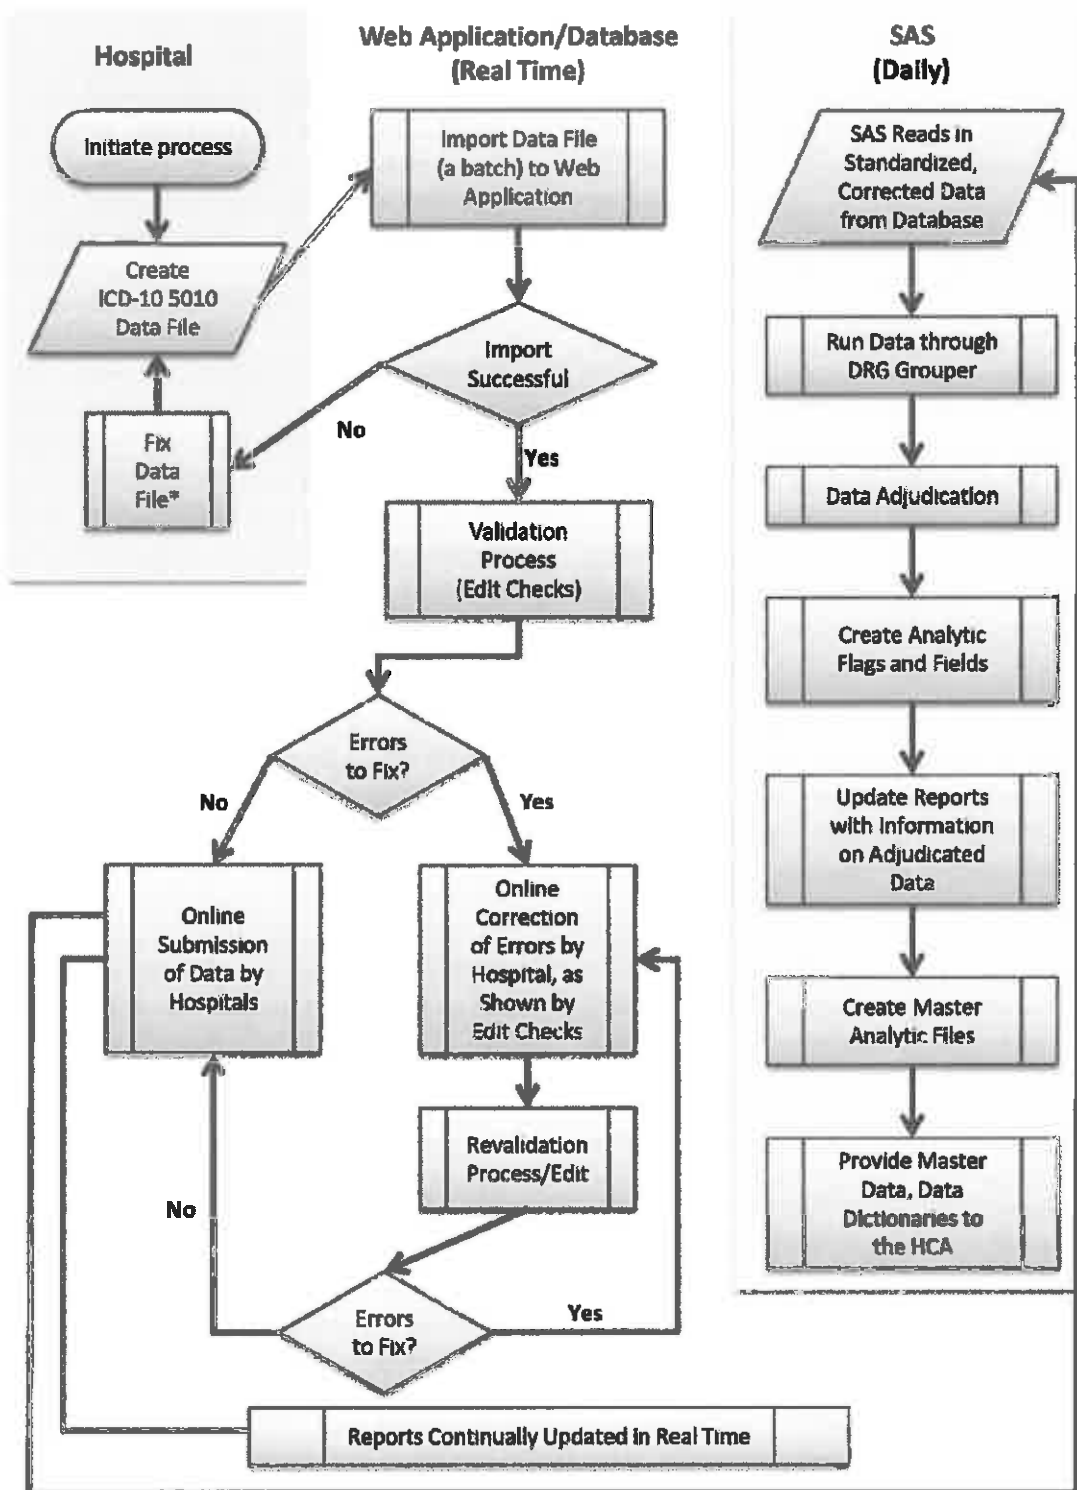 Hospital
Initiate process
Create
ICD-10 5010
Data File
Fix
Data
File*
Web Application/Database
(Real Time)
Import Data File
(a batch) to Web
Application
Import
Successful
No
Yes
Validation
Process
(Edit Checks)
Errors
to Fix?
No
Yes
Online
Submission
of Data by
Hospitals
Online
Correction
of Errors by
Hospital, as
Shown by
Edit Checks
Revalidation
Process/Edit
No
Errors
to Fix?
Yes
Reports Continually Updated in Real Time
SAS
(Daily)
SAS Reads in
Standardized,
Corrected Data
from Database
Run Data through
DRG Grouper
Data Adjudication
Create Analytic
Flags and Fields
Update Reports
with Information
on Adjudicated
Data
Create Master
Analytic Files
Provide Master
Data, Data
Dictionaries to
the HCA